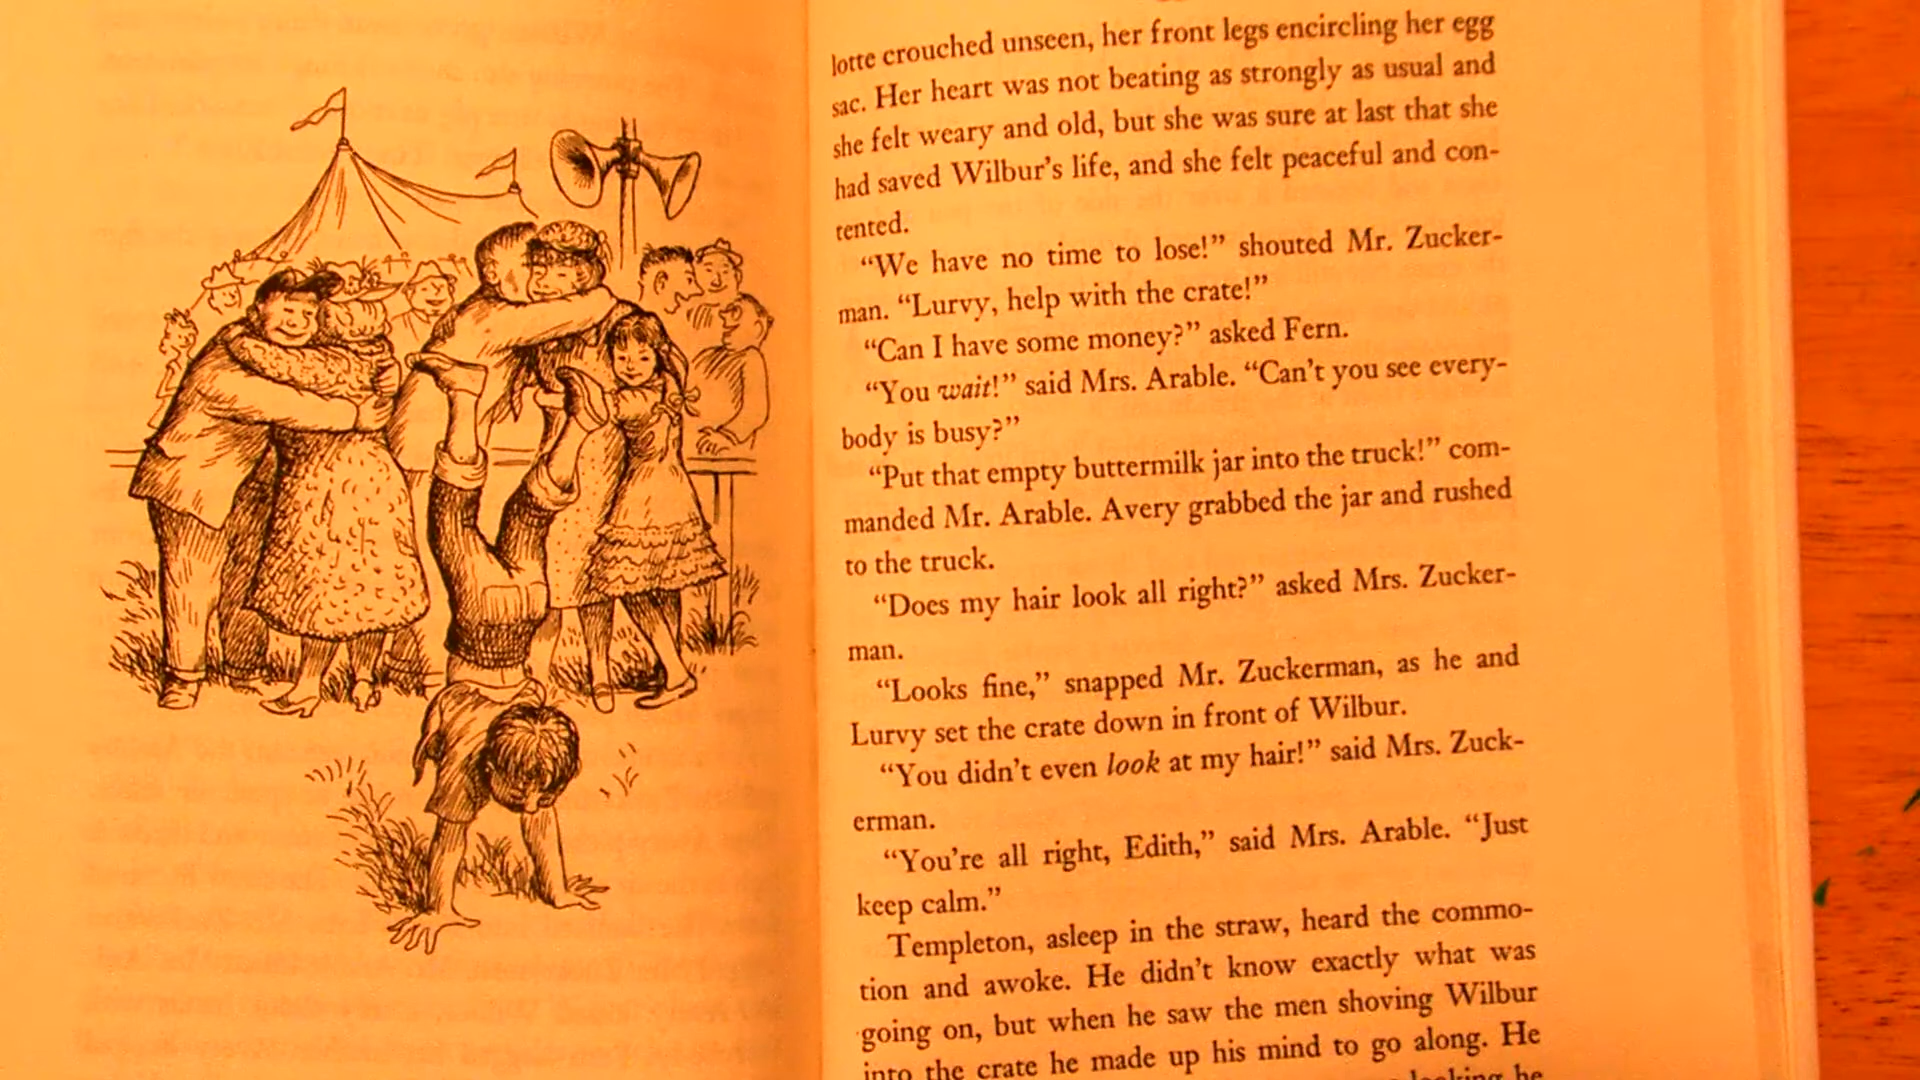 lotte crouched unseen, her front legs encircling her egg
sac. Her heart was not beating as strongly as usual and
she felt weary and old, but she was sure at last that she
had saved Wilbur's life, and she felt peaceful and con-
tented.
“We have no time to lose!” shouted Mr. Zucker-
man. “Lurvy, help with the crate!”
“Can I have some money?” asked Fern.
“You wait!” said Mrs. Arable. “Can't you see every-
body is busy?”
“Put that empty buttermilk jar into the truck!” com-
manded Mr. Arable. Avery grabbed the jar and rushed
to the truck.
“Does my hair look all right?” asked Mrs. Zucker-
man.
“Looks fine,” snapped Mr. Zuckerman, as he and
Lurvy set the crate down in front of Wilbur.
“You didn't even look at my hair!” said Mrs. Zuck-
erman.
“You're all right, Edith,” said Mrs. Arable. “Just
keep calm.”
Templeton, asleep in the straw, heard the commo-
tion and awoke. He didn't know exactly what was
going on, but when he saw the men shoving Wilbur
into the crate he made up his mind to go along. He
looking he